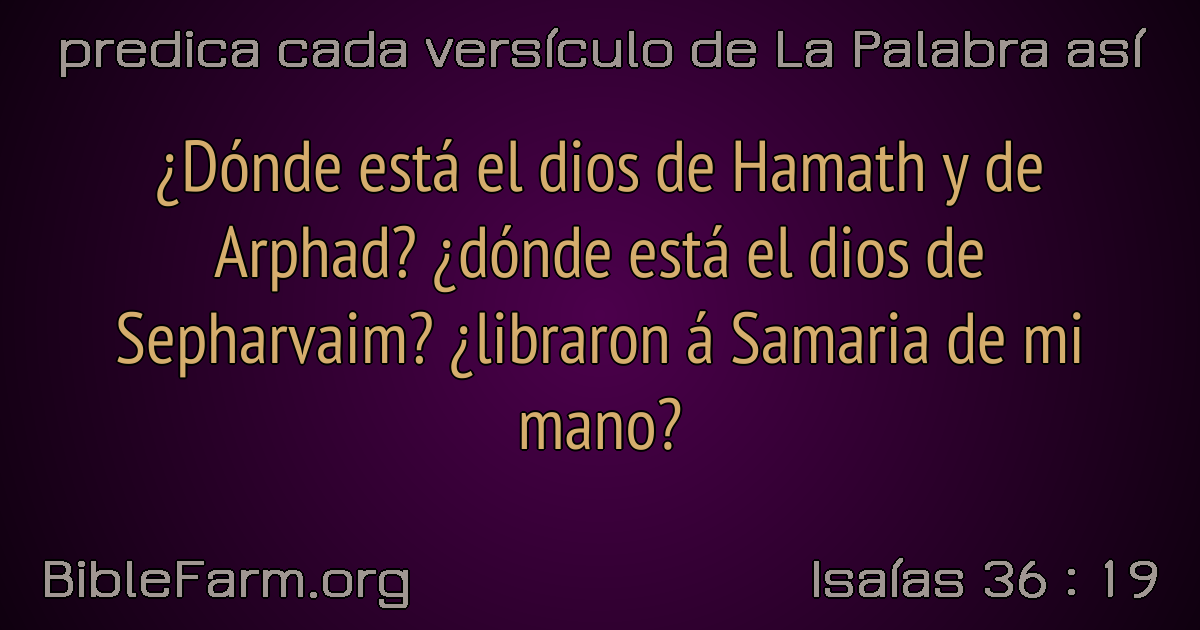 predica cada versículo de La Palabra así
¿Dónde está el dios de Hamath y de
Arphad? ¿dónde está el dios de
Sepharvaim? ¿libraron á Samaria de mi
mano?
BibleFarm.org
Isaías 36 : 19